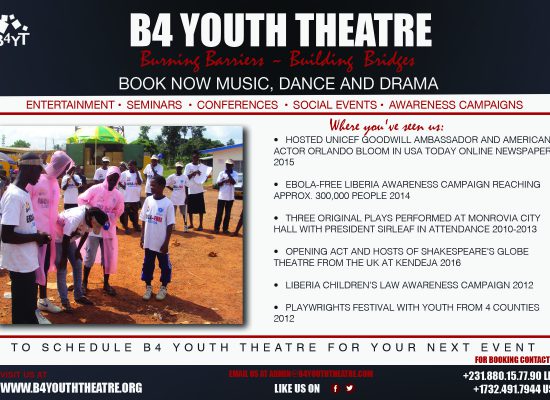 B4 YOUTH THEATRE
B4YT
Burning Barriers ~ Building Bridges
BOOK NOW MUSIC, DANCE AND DRAMA
ENTERTAINMENT • SEMINARS • CONFERENCES • SOCIAL EVENTS • AWARENESS CAMPAIGNS
Where you've seen us:
• HOSTED UNICEF GOODWILL AMBASSADOR AND AMERICAN
ACTOR ORLANDO BLOOM IN USA TODAY ONLINE NEWSPAPER
2015
• EBOLA-FREE LIBERIA AWARENESS CAMPAIGN REACHING
APPROX. 300,000 PEOPLE 2014
• THREE ORIGINAL PLAYS PERFORMED AT MONROVIA CITY
HALL WITH PRESIDENT SIRLEAF IN ATTENDANCE 2010-2013
• OPENING ACT AND HOSTS OF SHAKESPEARE'S GLOBE
THEATRE FROM THE UK AT KENDEJA 2016
• LIBERIA CHILDREN'S LAW AWARENESS CAMPAIGN 2012
• PLAYWRIGHTS FESTIVAL WITH YOUTH FROM 4 COUNTIES
2012
TO SCHEDULE B4 YOUTH THEATRE FOR YOUR NEXT EVENT
FOR BOOKING CONTACT
VISIT US AT
WWW.B4YOUTHTHEATRE.ORG
EMAIL US AT ADMIN@B4YOUTHTHEATRE.COM
LIKE US ON
+231.880.15.77.90
+1732.491.7944 US